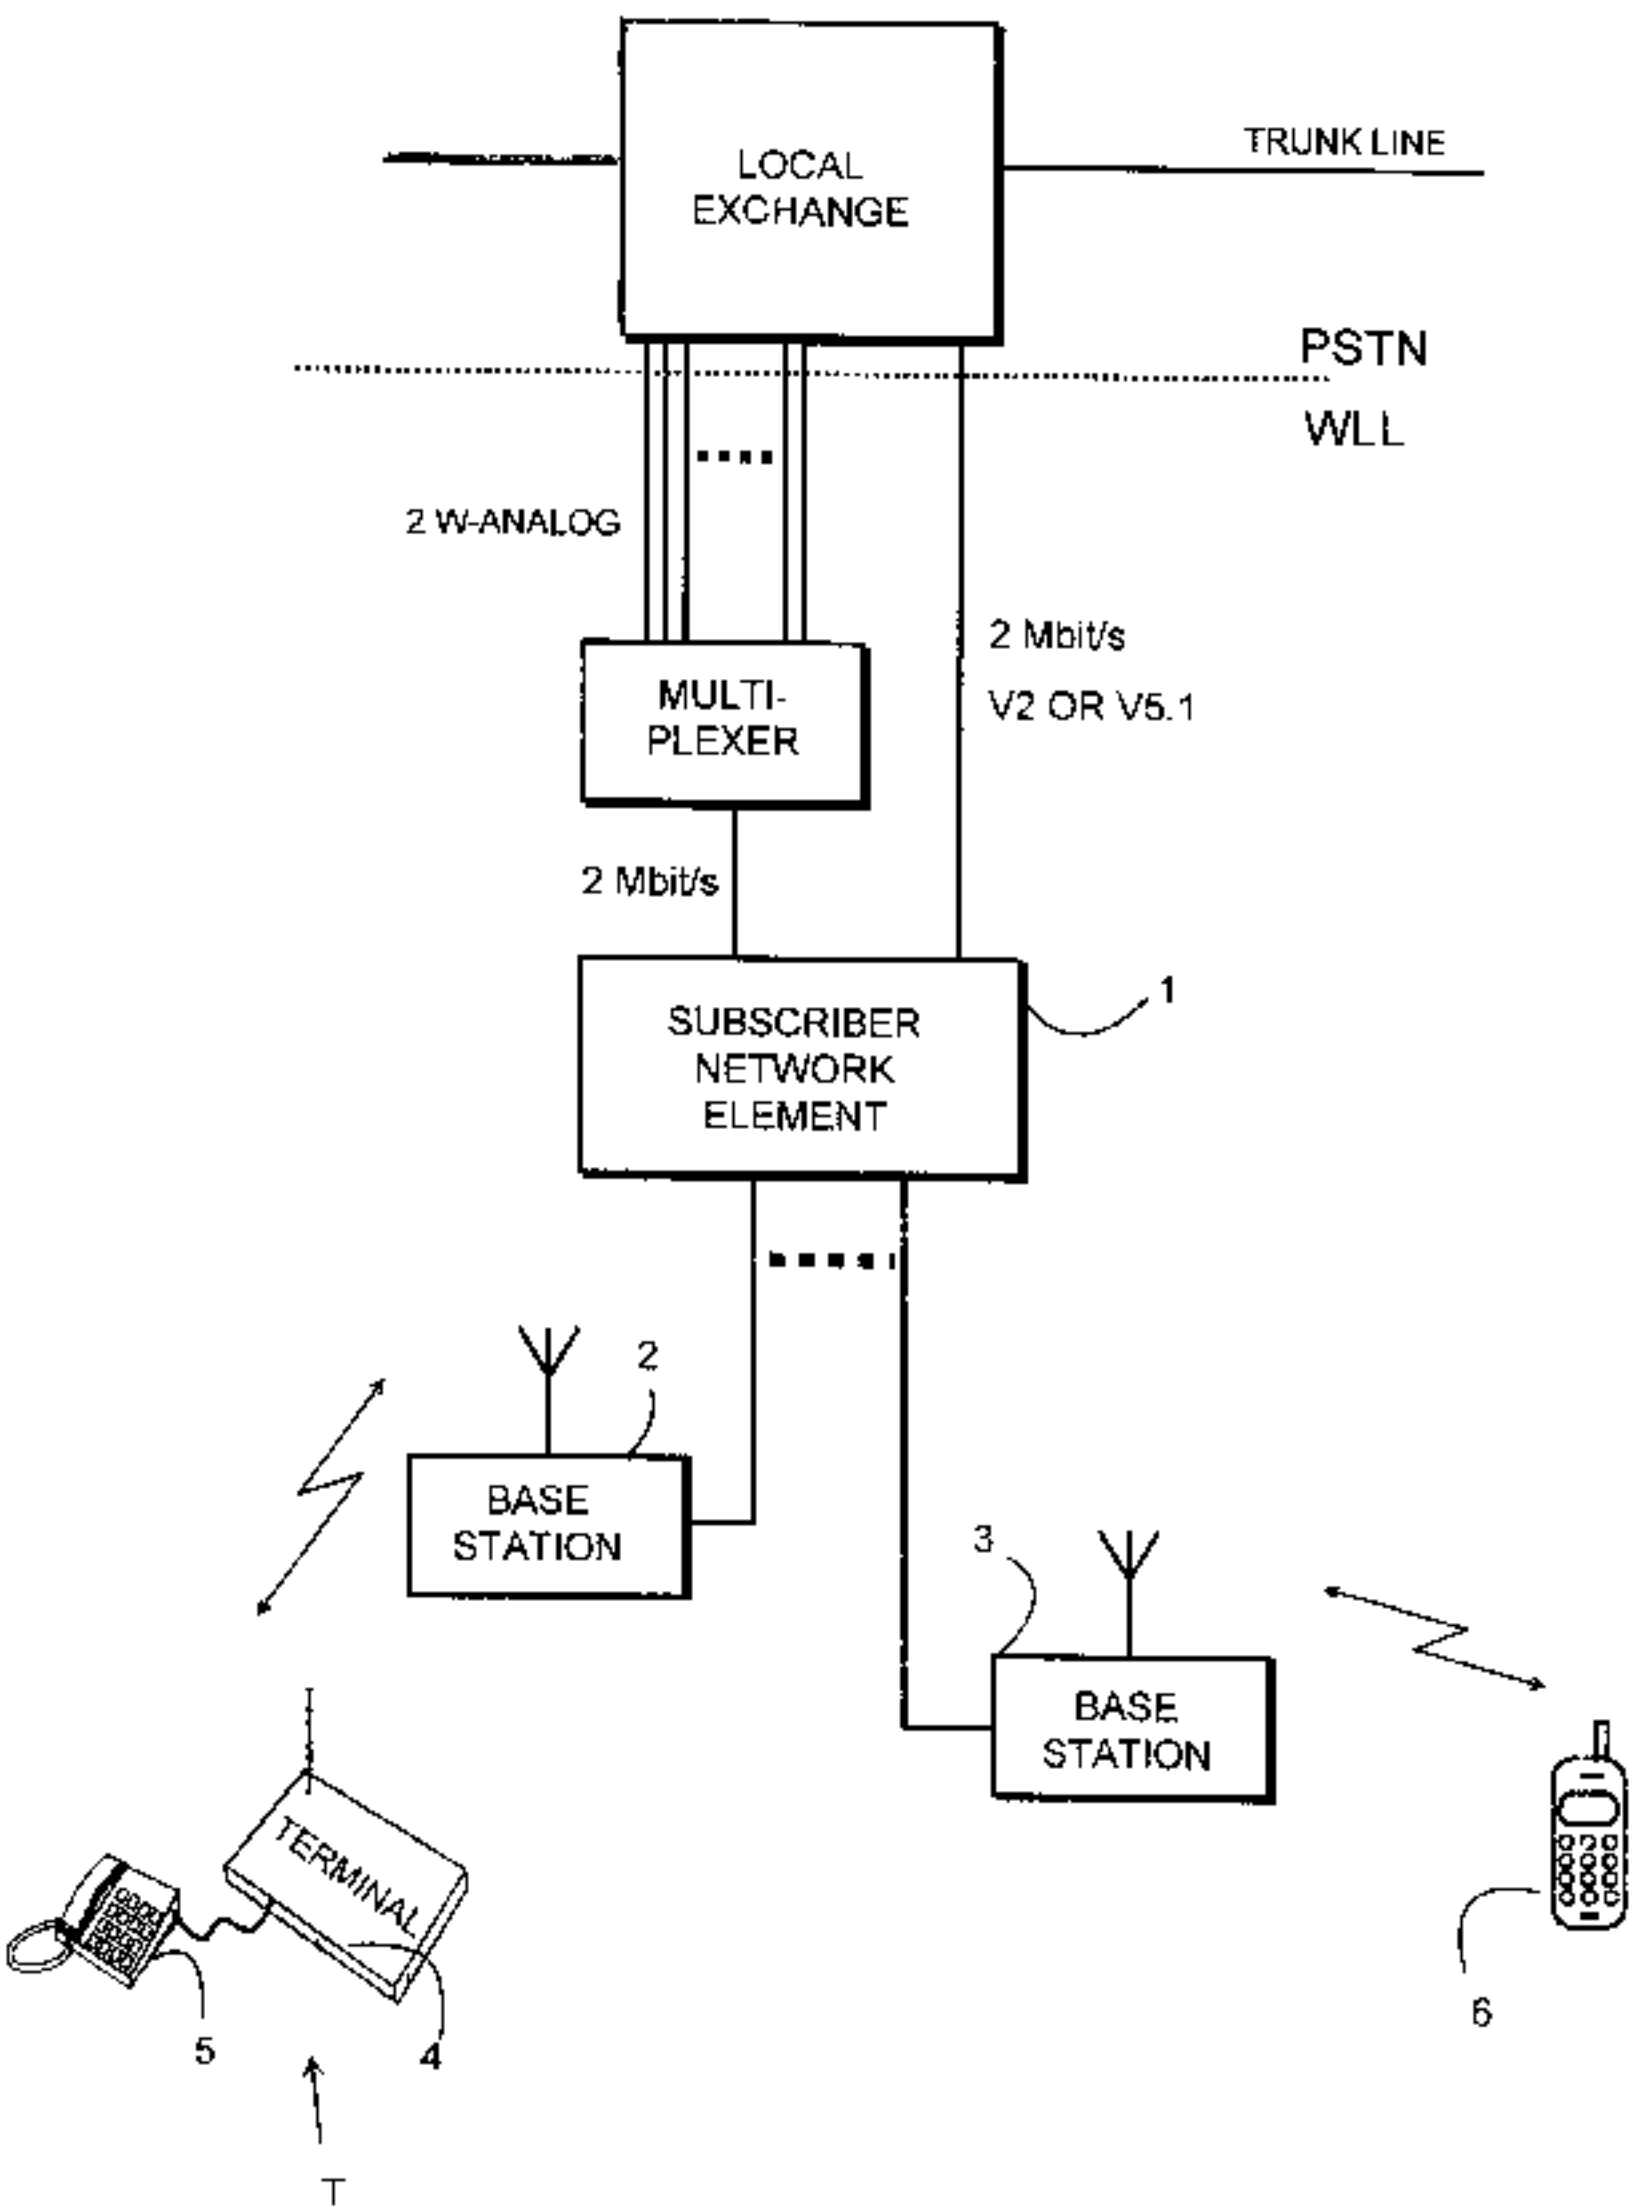 LOCAL
EXCHANGE
TRUNK LINE
PSTN
WLL
2 W-ANALOG
2 Mbit/s
V2 OR V5.1
MULTI-
PLEXER
2 Mbit/s
1
SUBSCRIBER
NETWORK
ELEMENT
2
BASE
STATION
3
BASE
STATION
TERMINAL
5
4
6
T